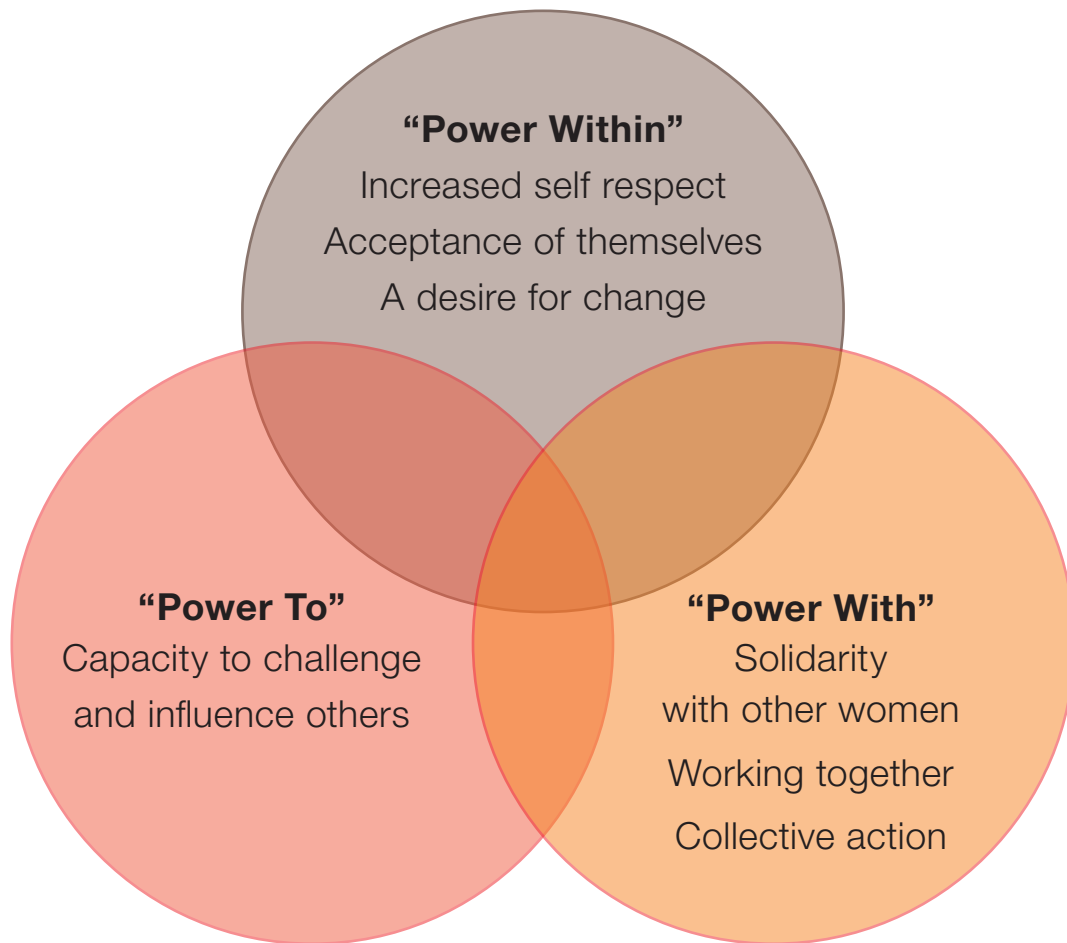 “Power Within”
Increased self respect
Acceptance of themselves
A desire for change
“Power To”
Capacity to challenge
and influence others
“Power With”
Solidarity
with other women
Working together
Collective action